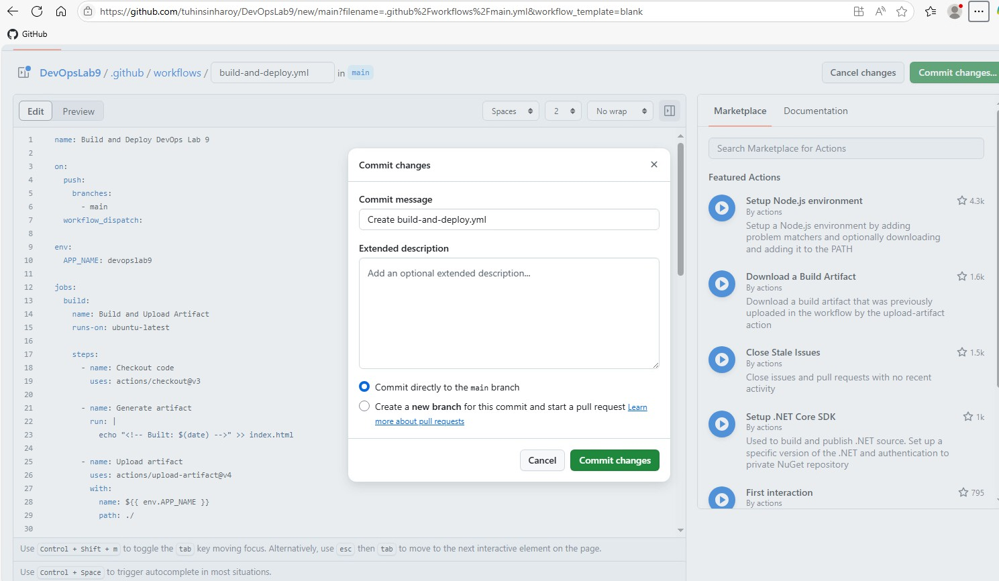 https://github.com/tuhinsinharoy/DevOpsLab9/new/main?filename=.github%2Fworkflows%2Fmain.yml&workflow_template=blank
GitHub
DevOpsLab9 / .github / workflows / build-and-deploy.yml in main
Cancel changes
Commit changes...
Edit
Preview
Spaces
2
No wrap
1 name: Build and Deploy DevOps Lab 9
2
3 on:
4 push:
5 branches:
6 - main
7 workflow_dispatch:
8
9 env:
10 APP_NAME: devopslab9
11
12 jobs:
13 build:
14 name: Build and Upload Artifact
15 runs-on: ubuntu-latest
16
17 steps:
18 - name: Checkout code
19 uses: actions/checkout@v3
20
21 - name: Generate artifact
22 run: |
23 echo "<!-- Built: $(date) -->" >> index.html
24
25 - name: Upload artifact
26 uses: actions/upload-artifact@v4
27 with:
28 name: ${{ env.APP_NAME }}
29 path: ./
30
Use Control + Shift + m to toggle the tab key moving focus. Alternatively, use esc then tab to move to the next interactive element on the page.
Use Control + Space to trigger autocomplete in most situations.
Commit changes
Commit message
Create build-and-deploy.yml
Extended description
Add an optional extended description...
Commit directly to the main branch
Create a new branch for this commit and start a pull request Learn
more about pull requests
Cancel
Commit changes
Marketplace
Documentation
Search Marketplace for Actions
Featured Actions
Setup Node.js environment
4.3k
By actions
Setup a Node.js environment by adding
problem matchers and optionally downloading
and adding it to the PATH
Download a Build Artifact
1.6k
By actions
Download a build artifact that was previously
uploaded in the workflow by the upload-artifact
action
Close Stale Issues
1.5k
By actions
Close issues and pull requests with no recent
activity
Setup .NET Core SDK
1k
By actions
Used to build and publish .NET source. Set up a
specific version of the .NET and authentication to
private NuGet repository
First interaction
795
By actions